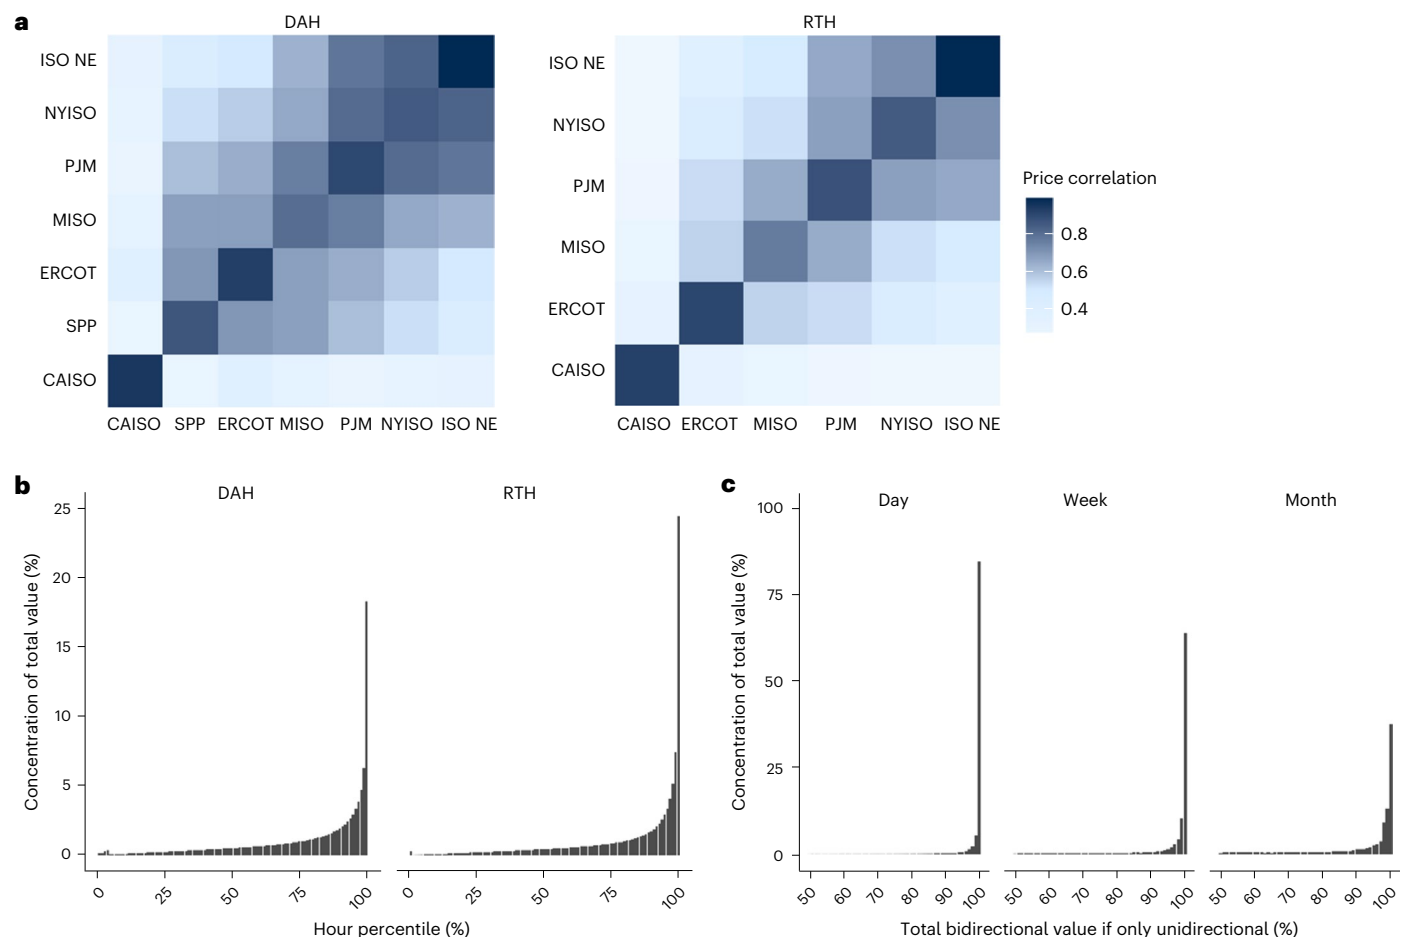 a
DAH
RTH
ISO NE
NYISO
PJM
MISO
ERCOT
SPP
CAISO
CAISO SPP ERCOT MISO PJM NYISO ISO NE
ISO NE
NYISO
PJM
MISO
ERCOT
CAISO
CAISO ERCOT MISO PJM NYISO ISO NE
Price correlation
0.8
0.6
0.4
b
DAH
RTH
Concentration of total value (%)
25
20
15
10
5
0
0 25 50 75 100
0 25 50 75 100
Hour percentile (%)
c
Day
Week
Month
Concentration of total value (%)
100
75
50
25
0
50 60 70 80 90 100
50 60 70 80 90 100
50 60 70 80 90 100
Total bidirectional value if only unidirectional (%)